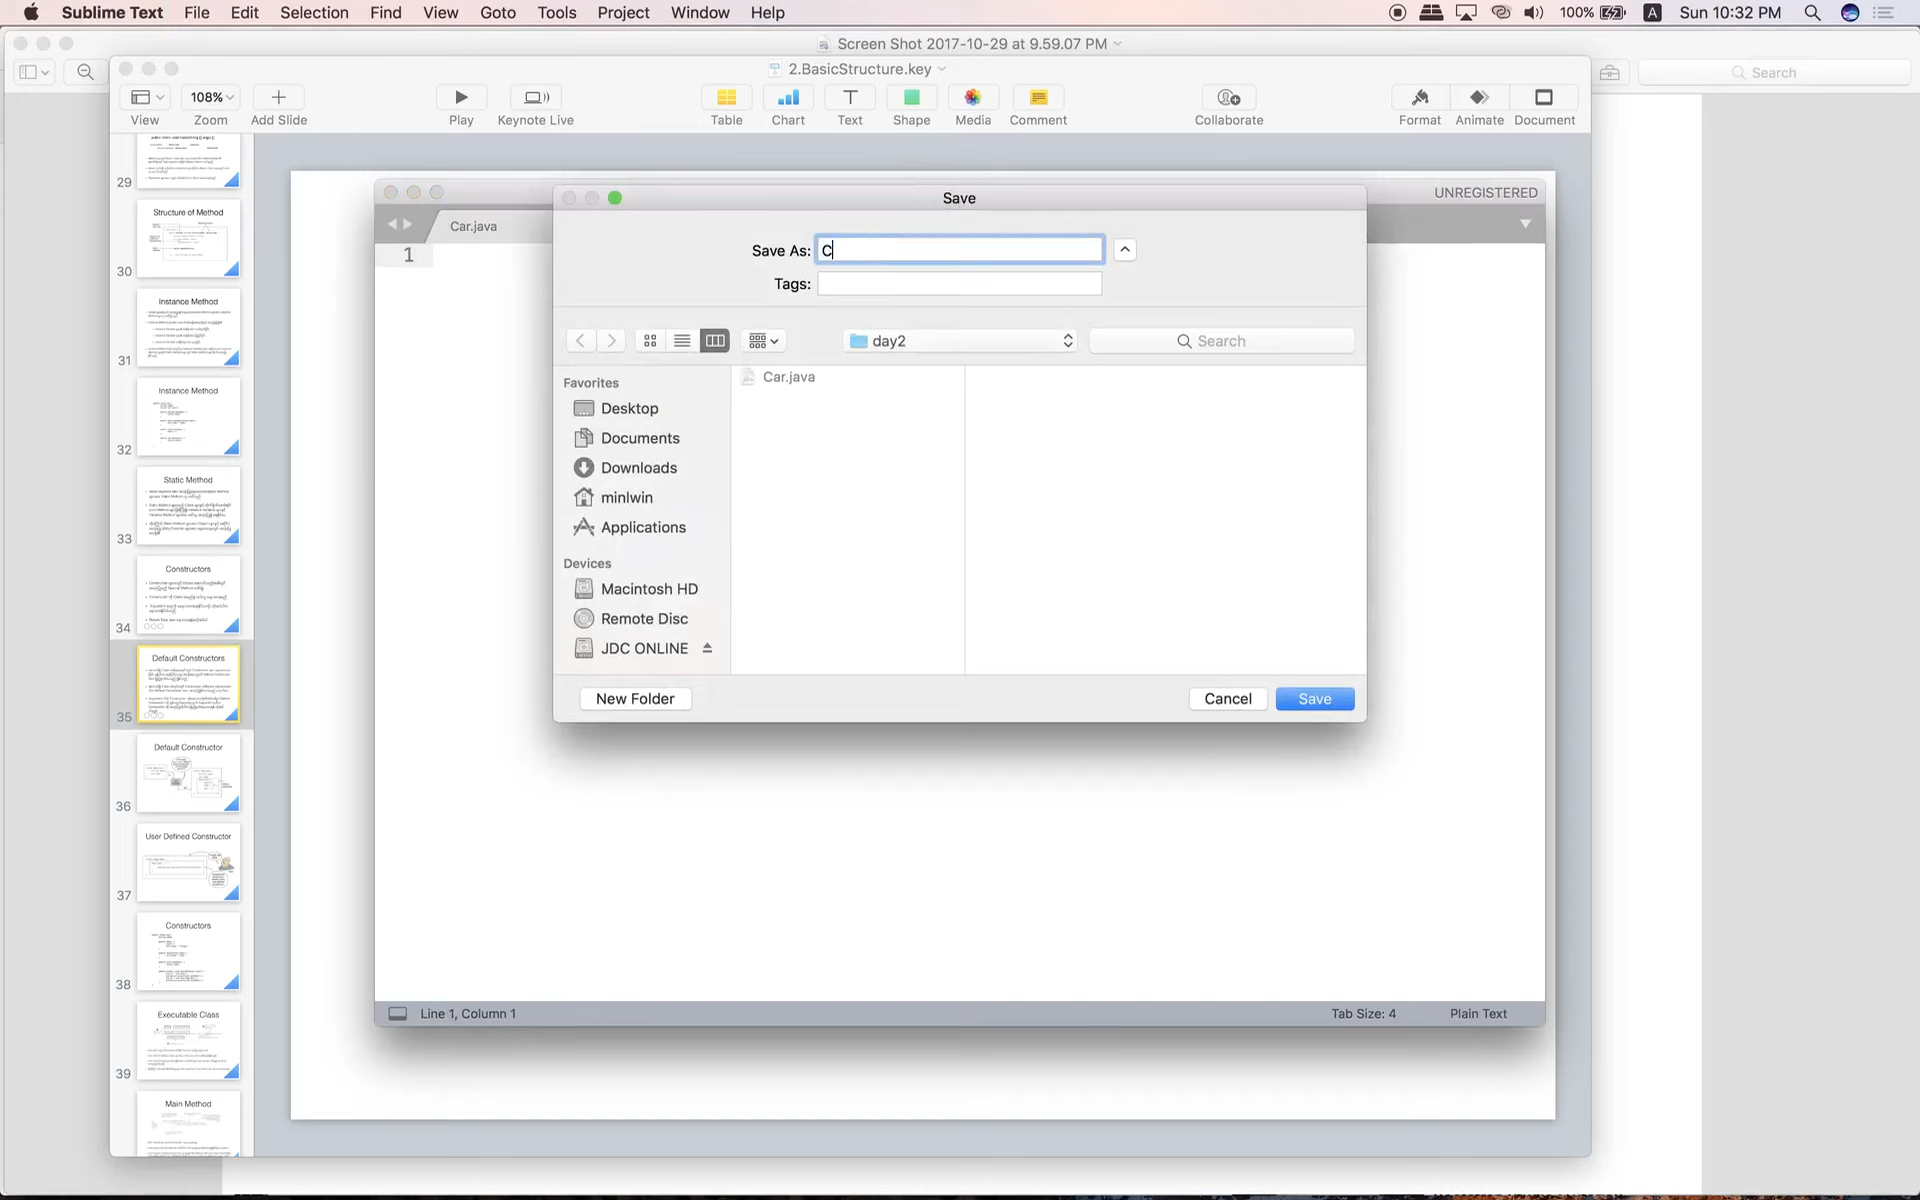 Sublime Text File Edit Selection Find View Goto Tools Project Window Help 100% A Sun 10:32 PM
Screen Shot 2017-10-29 at 9.59.07 PM
2.BasicStructure.key
Search
108%
View Zoom Add Slide Play Keynote Live Table Chart Text Shape Media Comment Collaborate Format Animate Document
29
Structure of Method
30
Instance Method
31
Instance Method
32
Static Method
33
Constructors
34
Default Constructors
35
Default Constructor
36
User Defined Constructor
37
Constructors
38
Executable Class
39
Main Method
UNREGISTERED
Car.java
1
Save
Save As: C
Tags:
day2
Search
Favorites
Desktop
Documents
Downloads
minlwin
Applications
Devices
Macintosh HD
Remote Disc
JDC ONLINE
Car.java
New Folder Cancel Save
Line 1, Column 1 Tab Size: 4 Plain Text